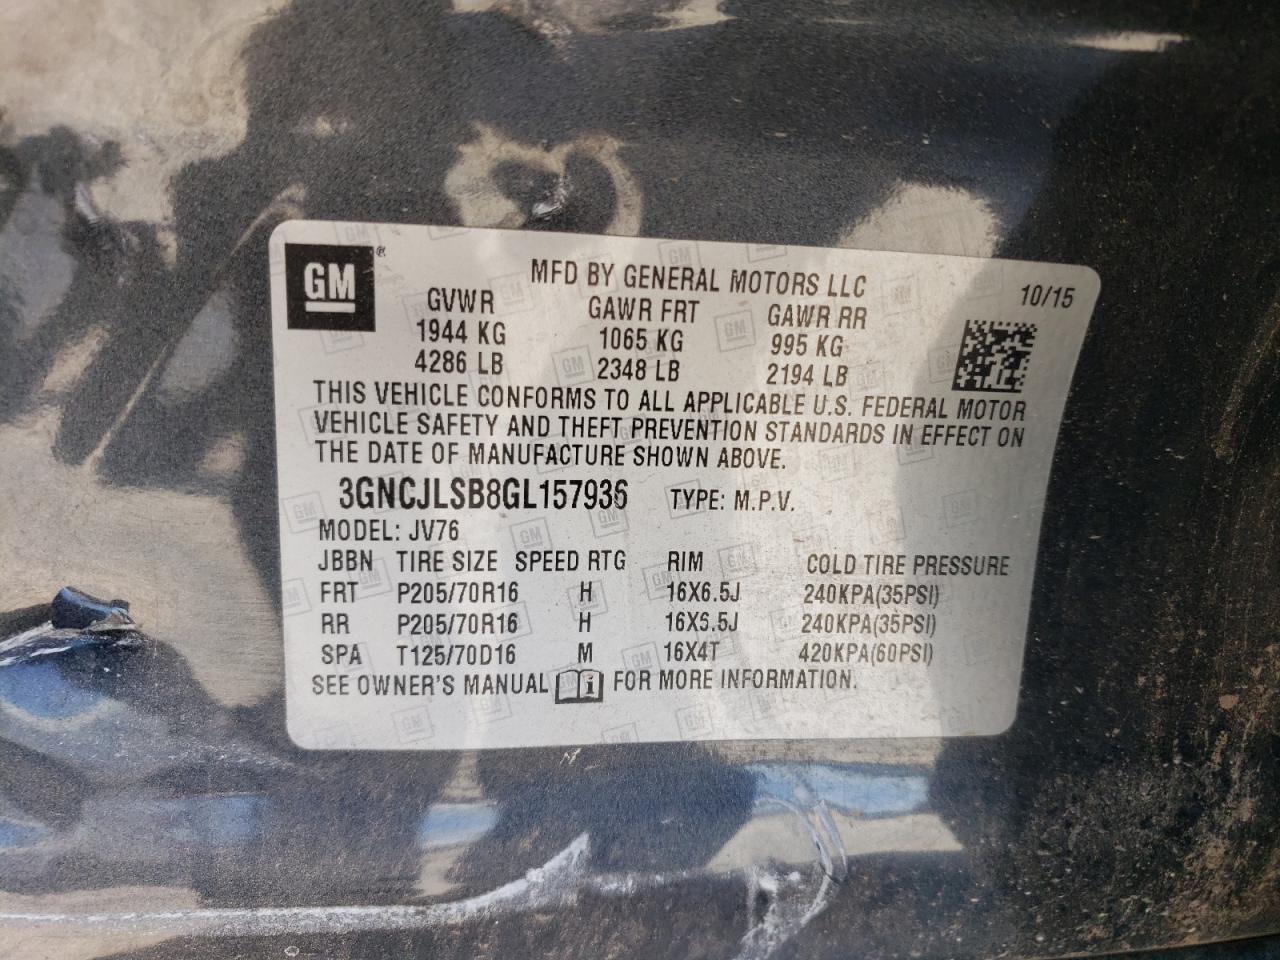 GM ®
MFD BY GENERAL MOTORS LLC
10/15
GVWR GAWR FRT GAWR RR
1944 KG 1065 KG 995 KG
4286 LB 2348 LB 2194 LB
THIS VEHICLE CONFORMS TO ALL APPLICABLE U.S. FEDERAL MOTOR
VEHICLE SAFETY AND THEFT PREVENTION STANDARDS IN EFFECT ON
THE DATE OF MANUFACTURE SHOWN ABOVE.
3GNCJLSB8GL157936 TYPE: M.P.V.
MODEL: JV76
JBBN TIRE SIZE SPEED RTG RIM COLD TIRE PRESSURE
FRT P205/70R16 H 16X6.5J 240KPA(35PSI)
RR P205/70R16 H 16X6.5J 240KPA(35PSI)
SPA T125/70D16 M 16X4T 420KPA(60PSI)
SEE OWNER'S MANUAL i FOR MORE INFORMATION.